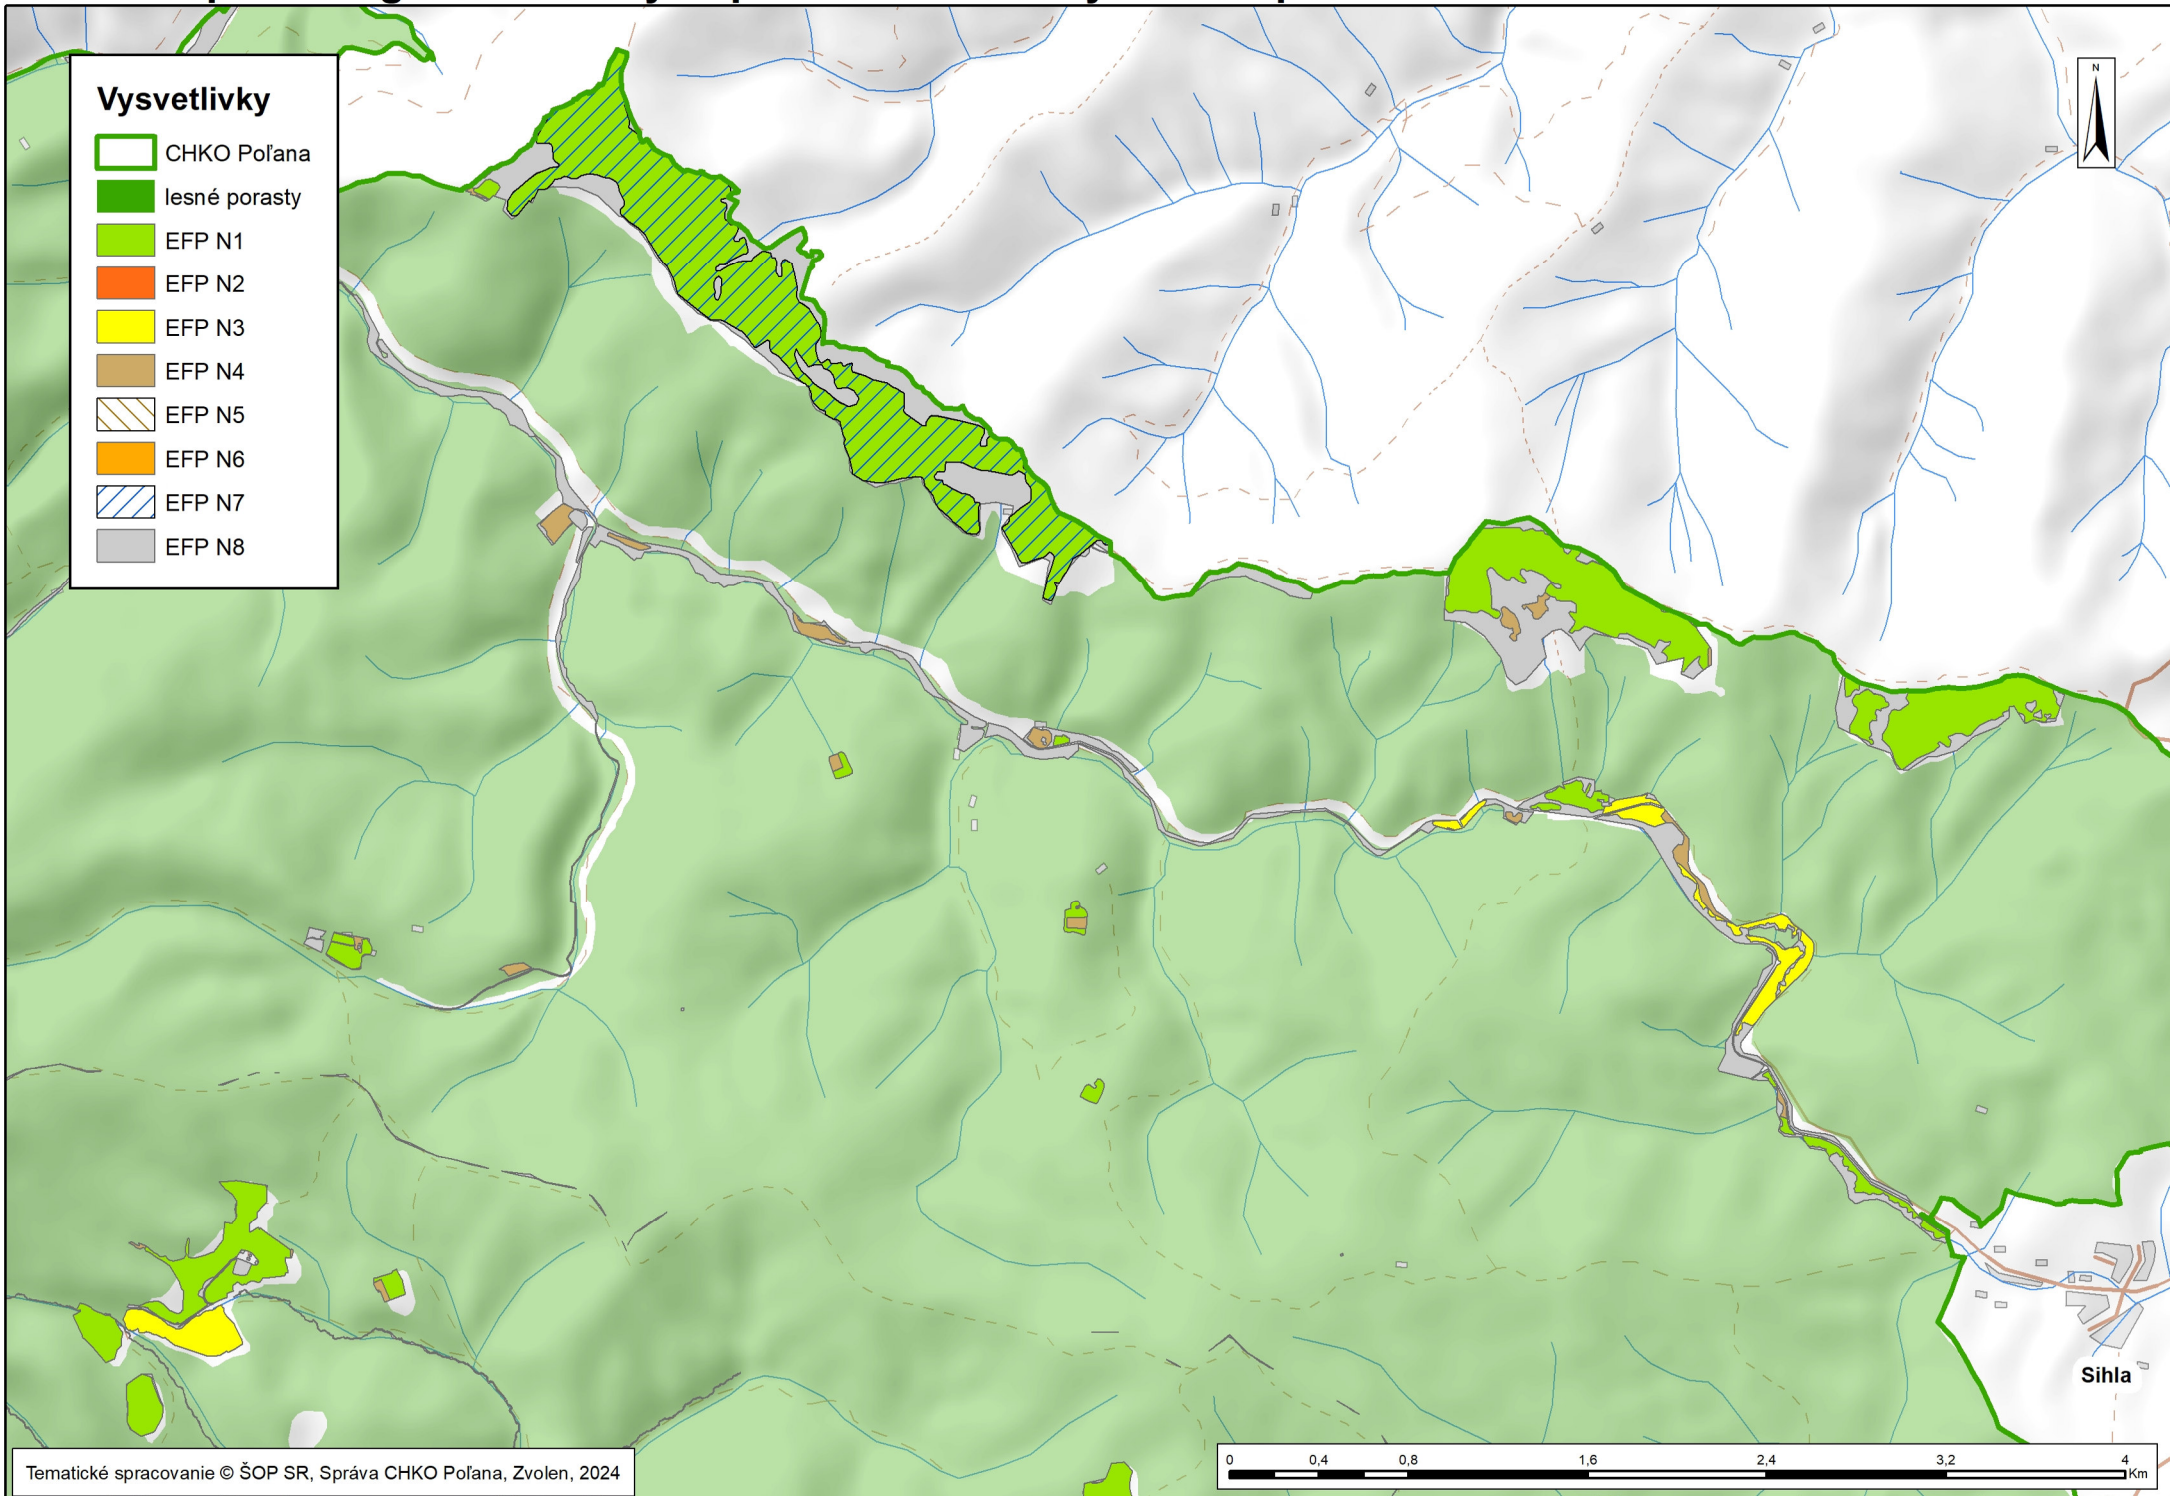 Vysvetlivky
CHKO Poľana
lesné porasty
EFP N1
EFP N2
EFP N3
EFP N4
EFP N5
EFP N6
EFP N7
EFP N8
N
Sihla
Tematické spracovanie © ŠOP SR, Správa CHKO Poľana, Zvolen, 2024
0 0,4 0,8 1,6 2,4 3,2 4
Km